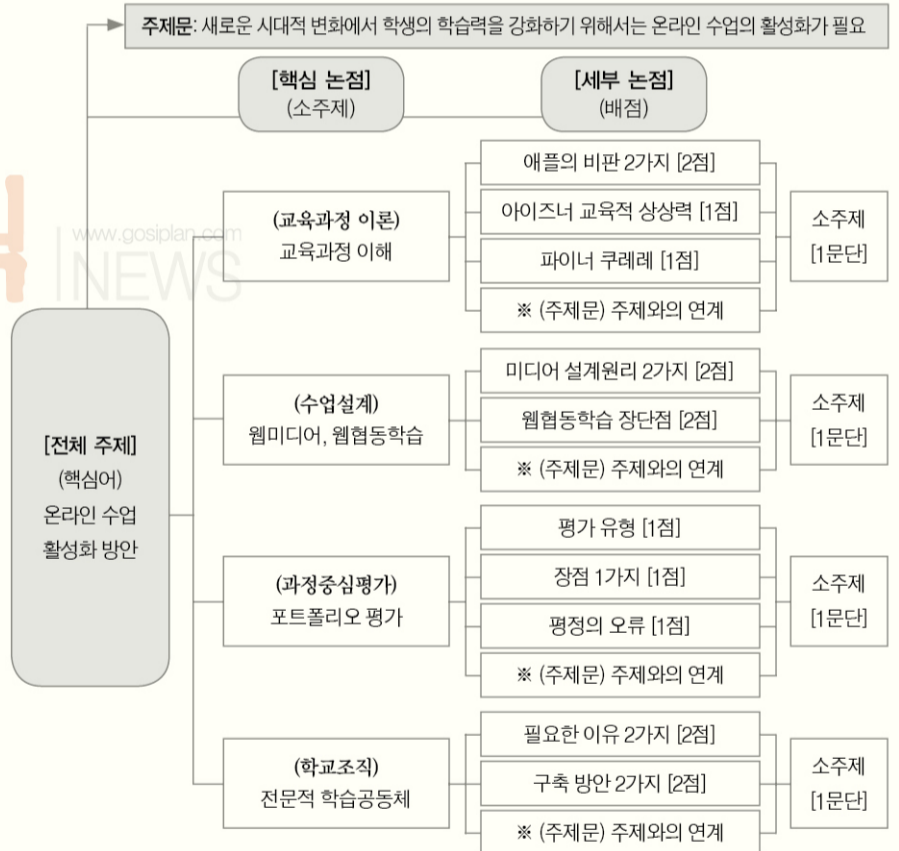 주제문: 새로운 시대적 변화에서 학생의 학습력을 강화하기 위해서는 온라인 수업의 활성화가 필요
[핵심 논점]
(소주제)
[세부 논점]
(배점)
[전체 주제]
(핵심어)
온라인 수업
활성화 방안
www.gosiplan.com
NEWS
(교육과정 이론)
교육과정 이해
애플의 비판 2가지 [2점]
아이즈너 교육적 상상력 [1점]
파이너 쿠레레 [1점]
※ (주제문) 주제와의 연계
소주제
[1문단]
(수업설계)
웹미디어, 웹협동학습
미디어 설계원리 2가지 [2점]
웹협동학습 장단점 [2점]
※ (주제문) 주제와의 연계
소주제
[1문단]
(과정중심평가)
포트폴리오 평가
평가 유형 [1점]
장점 1가지 [1점]
평정의 오류 [1점]
※ (주제문) 주제와의 연계
소주제
[1문단]
(학교조직)
전문적 학습공동체
필요한 이유 2가지 [2점]
구축 방안 2가지 [2점]
※ (주제문) 주제와의 연계
소주제
[1문단]